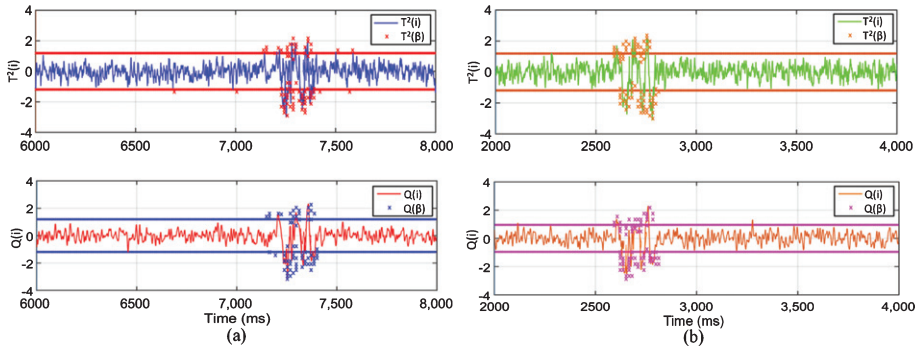 4
2
0
-2
-4
T²(i)
T²(i)
T²(β)
6000
6500
7,000
7,500
8,000
4
2
0
-2
-4
T²(i)
T²(i)
T²(β)
2000
2500
3,000
3,500
4,000
4
2
0
-2
-4
Q(i)
Q(i)
Q(β)
6000
6500
7,000
7,500
8,000
Time (ms)
(a)
4
2
0
-2
-4
Q(i)
Q(i)
Q(β)
2000
2500
3,000
3,500
4,000
Time (ms)
(b)